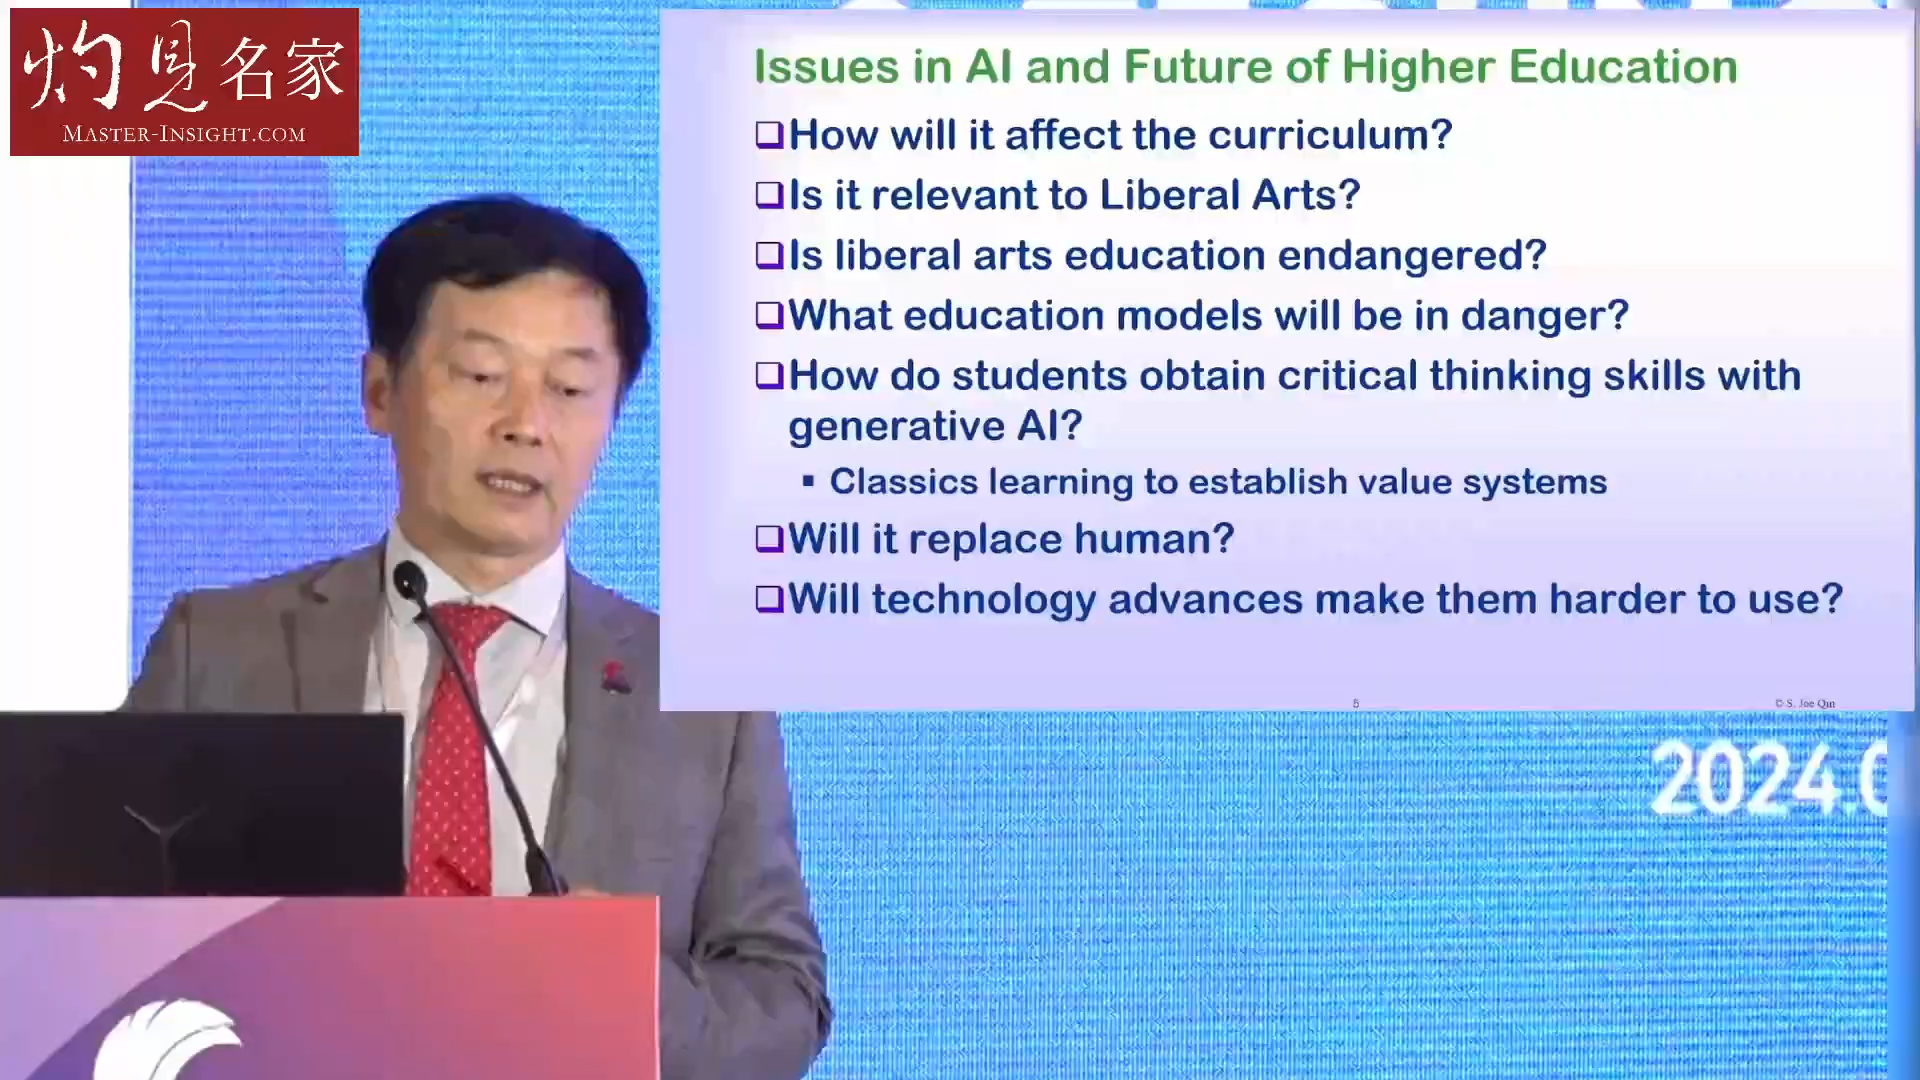 灼見名家
MASTER-INSIGHT.COM
Issues in AI and Future of Higher Education
❑How will it affect the curriculum?
❑Is it relevant to Liberal Arts?
❑Is liberal arts education endangered?
❑What education models will be in danger?
❑How do students obtain critical thinking skills with
generative AI?
▪ Classics learning to establish value systems
❑Will it replace human?
❑Will technology advances make them harder to use?
5
© S. Joe Qin
2024.0